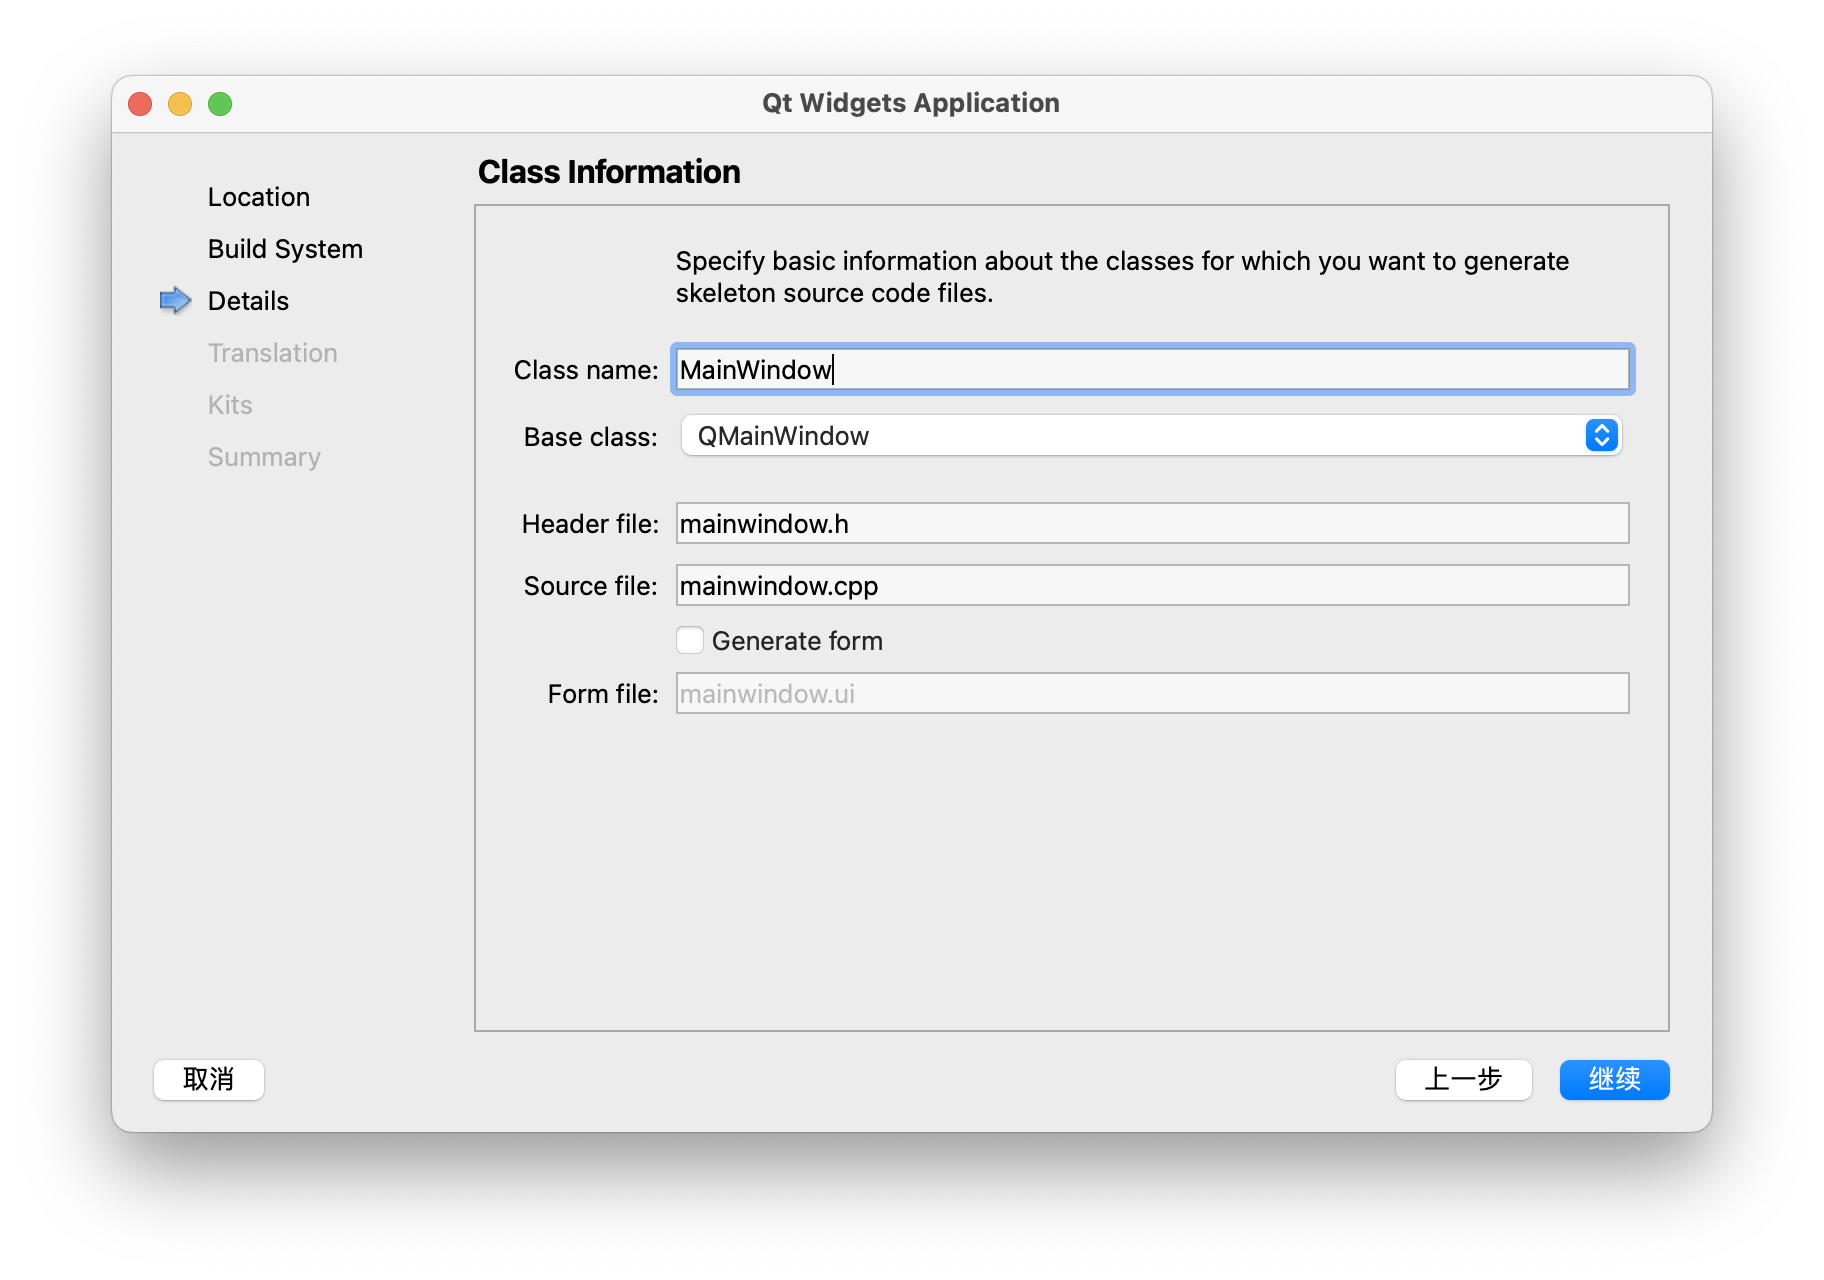 Qt Widgets Application
Location
Build System
Details
Translation
Kits
Summary
Class Information
Specify basic information about the classes for which you want to generate
skeleton source code files.
Class name: MainWindow
Base class: QMainWindow
Header file: mainwindow.h
Source file: mainwindow.cpp
Generate form
Form file: mainwindow.ui
取消 上一步 继续